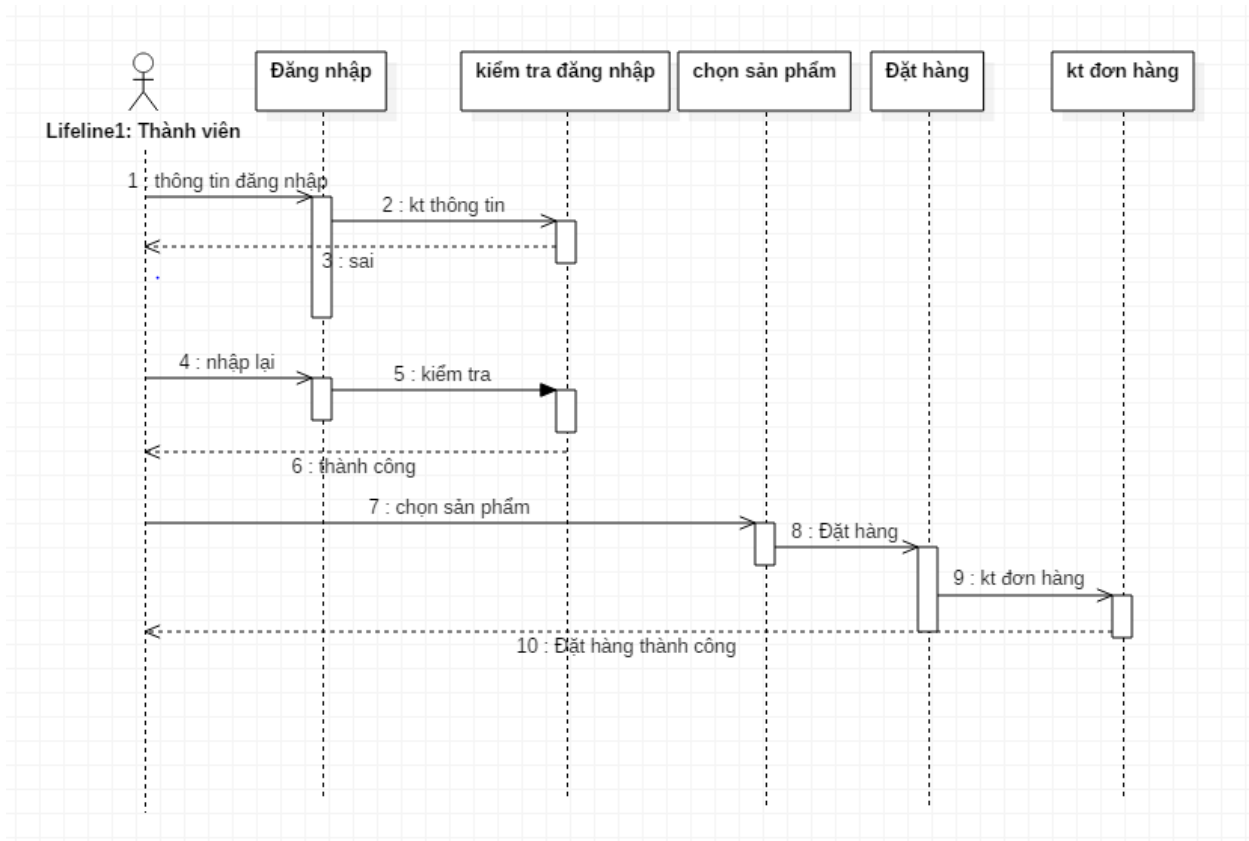 Đăng nhập
kiểm tra đăng nhập
chọn sản phẩm
Đặt hàng
kt đơn hàng
Lifeline1: Thành viên
1 : thông tin đăng nhập
2 : kt thông tin
3 : sai
4 : nhập lại
5 : kiểm tra
6 : thành công
7 : chọn sản phẩm
8 : Đặt hàng
9 : kt đơn hàng
10 : Đặt hàng thành công